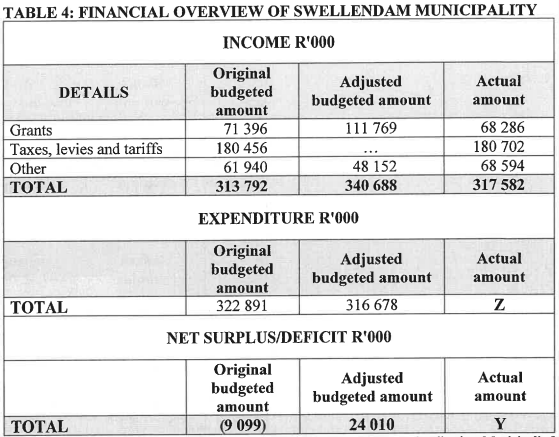 TABLE 4: FINANCIAL OVERVIEW OF SWELLENDAM MUNICIPALITY
INCOME R'000
DETAILS Original budgeted amount Adjusted budgeted amount Actual amount
Grants 71 396 111 769 68 286
Taxes, levies and tariffs 180 456 ... 180 702
Other 61 940 48 152 68 594
TOTAL 313 792 340 688 317 582
EXPENDITURE R'000
Original budgeted amount Adjusted budgeted amount Actual amount
TOTAL 322 891 316 678 Z
NET SURPLUS/DEFICIT R'000
Original budgeted amount Adjusted budgeted amount Actual amount
TOTAL (9 099) 24 010 Y